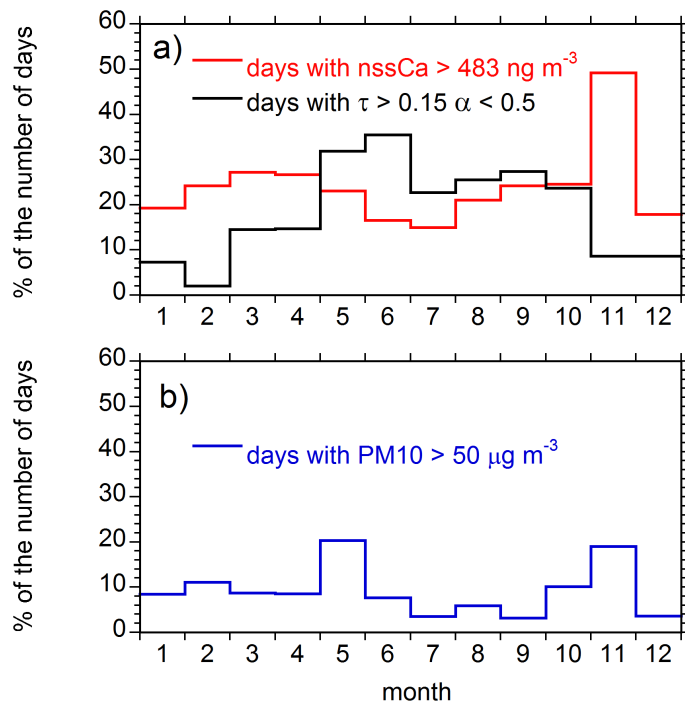 60
a)
days with nssCa > 483 ng m⁻³
50
days with τ > 0.15 α < 0.5
40
30
20
10
0
% of the number of days
1 2 3 4 5 6 7 8 9 10 11 12
60
b)
50
days with PM10 > 50 µg m⁻³
40
30
20
10
0
% of the number of days
1 2 3 4 5 6 7 8 9 10 11 12
month